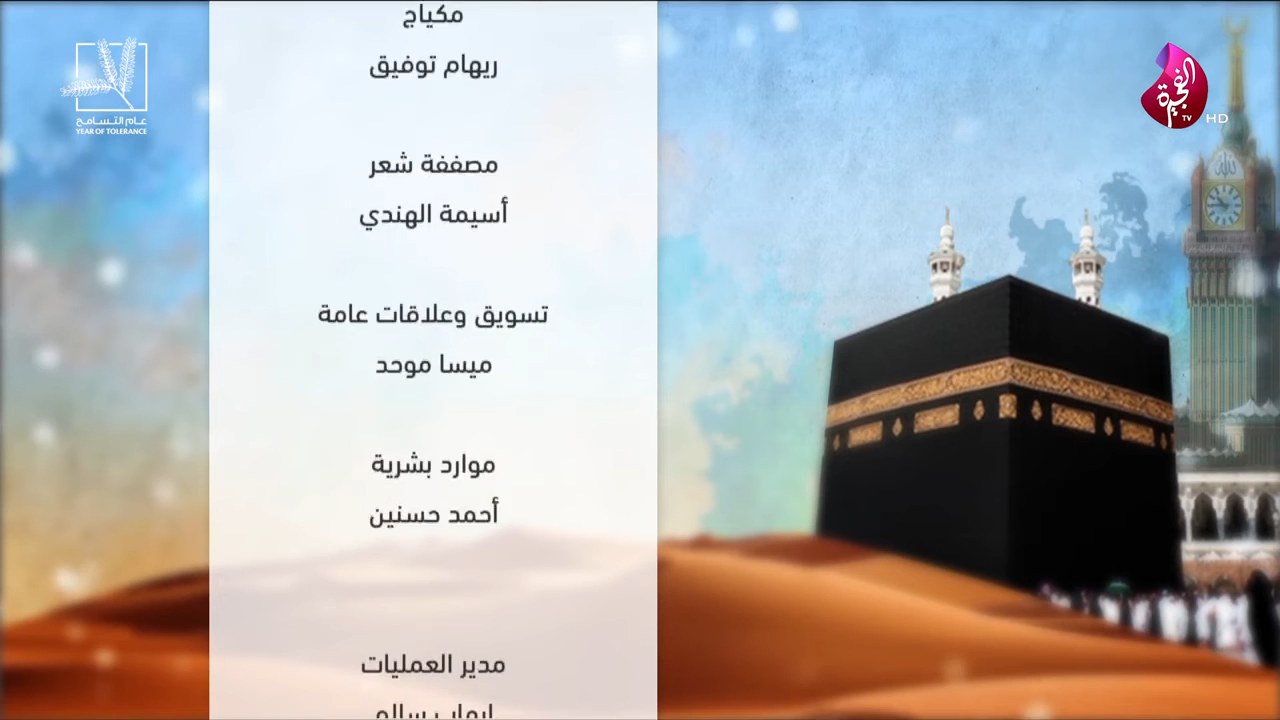 مكياج
ريهام توفيق
مصففة شعر
أسيمة الهندي
تسويق وعلاقات عامة
ميسا موحد
موارد بشرية
أحمد حسنين
مدير العمليات
عام التسامح
YEAR OF TOLERANCE
الفجيرة
TV HD
الله